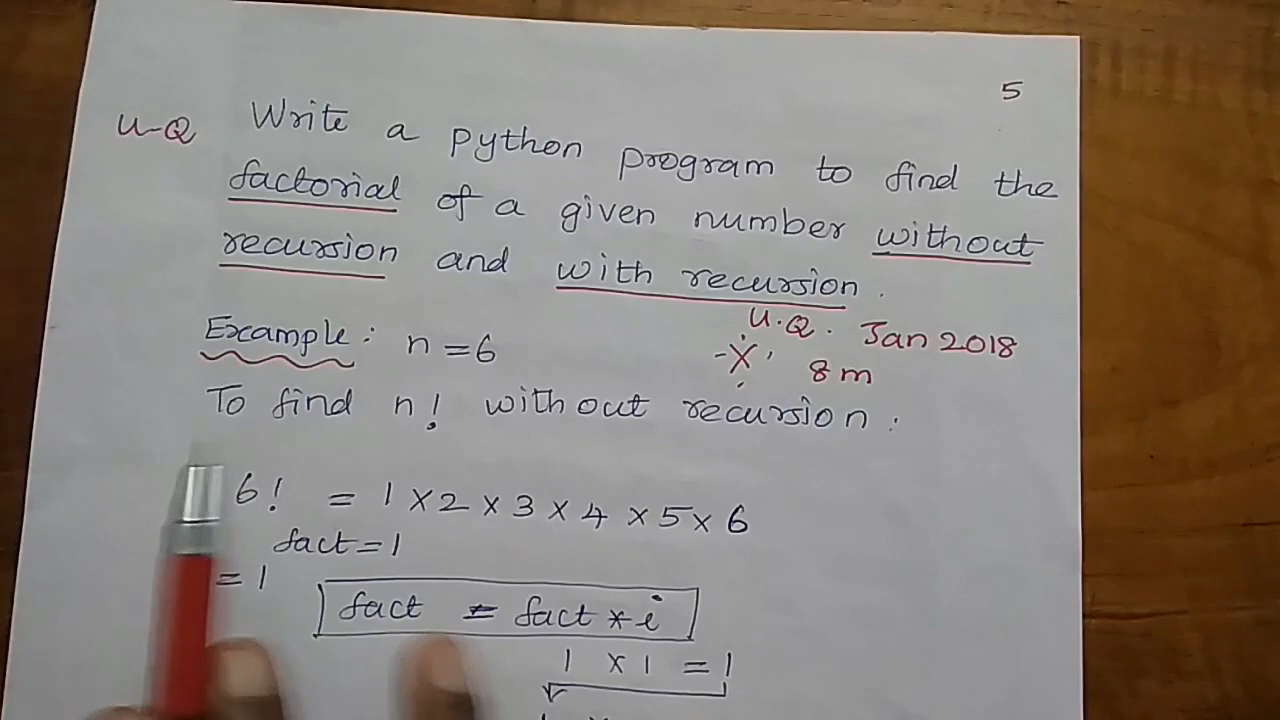 5
U-Q Write a python program to find the
factorial of a given number without
recursion and with recursion.
U.Q. Jan 2018
Example: n=6
8m
To find n! without recursion:
6! = 1 X 2 X 3 X 4 X 5 X 6
fact=1
=1
fact = fact * i
1 X 1 = 1